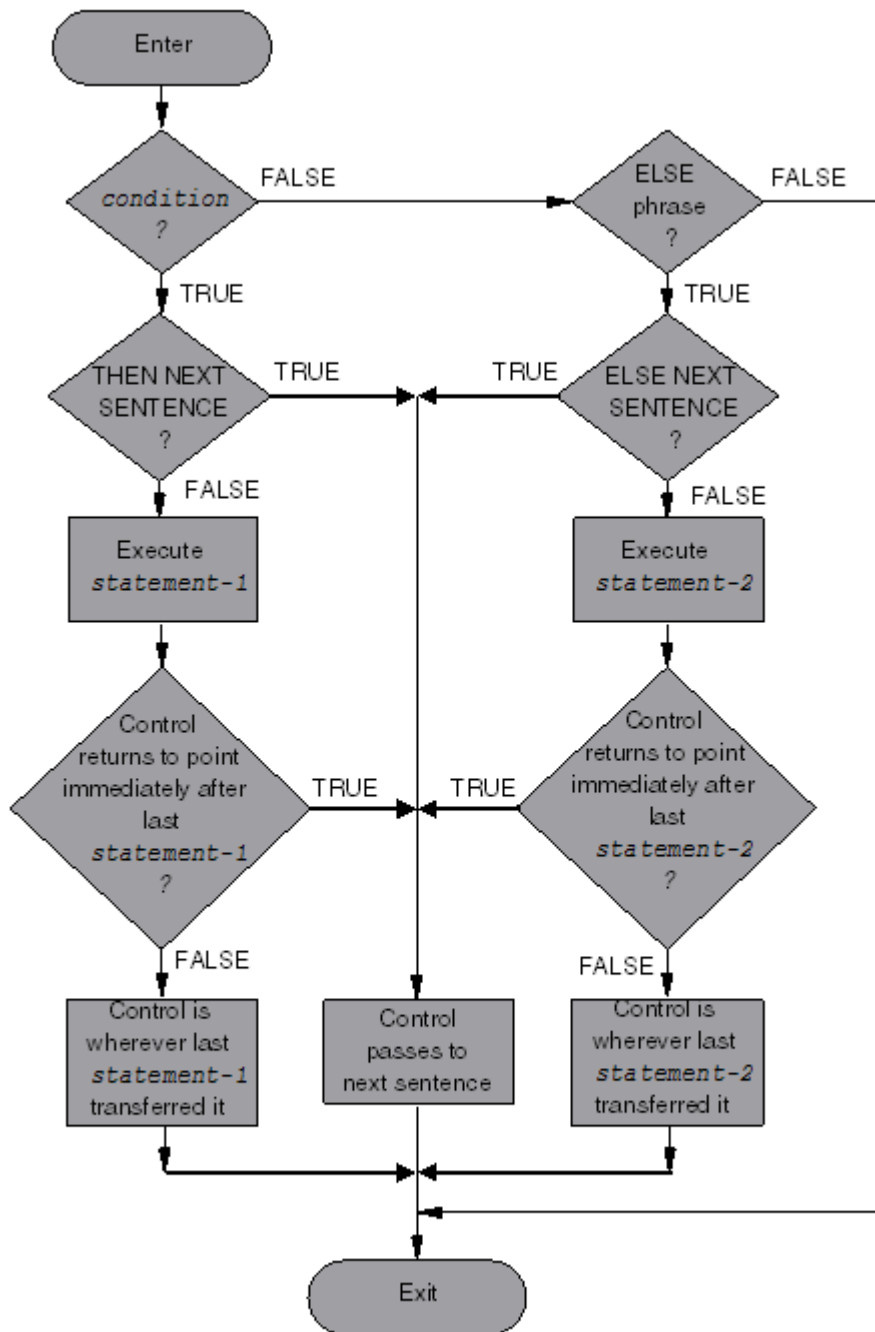 Enter
condition
?
FALSE
ELSE
phrase
?
FALSE
TRUE
TRUE
THEN NEXT
SENTENCE
?
TRUE
TRUE
ELSE NEXT
SENTENCE
?
FALSE
FALSE
Execute
statement-1
Execute
statement-2
Control
returns to point
immediately after
last
statement-1
?
TRUE
TRUE
Control
returns to point
immediately after
last
statement-2
?
FALSE
FALSE
Control is
wherever last
statement-1
transferred it
Control
passes to
next sentence
Control is
wherever last
statement-2
transferred it
Exit